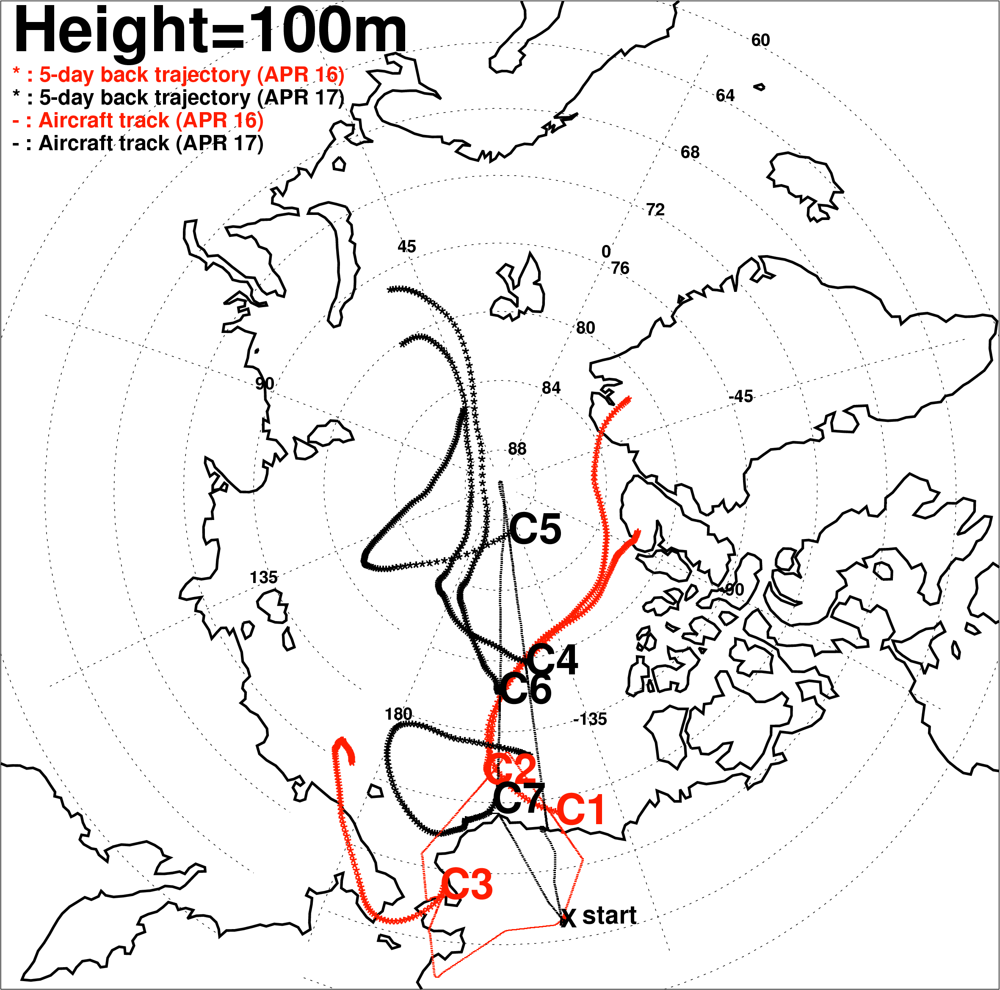 Height=100m
* : 5-day back trajectory (APR 16)
* : 5-day back trajectory (APR 17)
- : Aircraft track (APR 16)
- : Aircraft track (APR 17)
60
64
68
72
45
0
76
80
90
84
-45
88
C5
135
-90
C4
C6
180
-135
C2
C7
C1
C3
X start